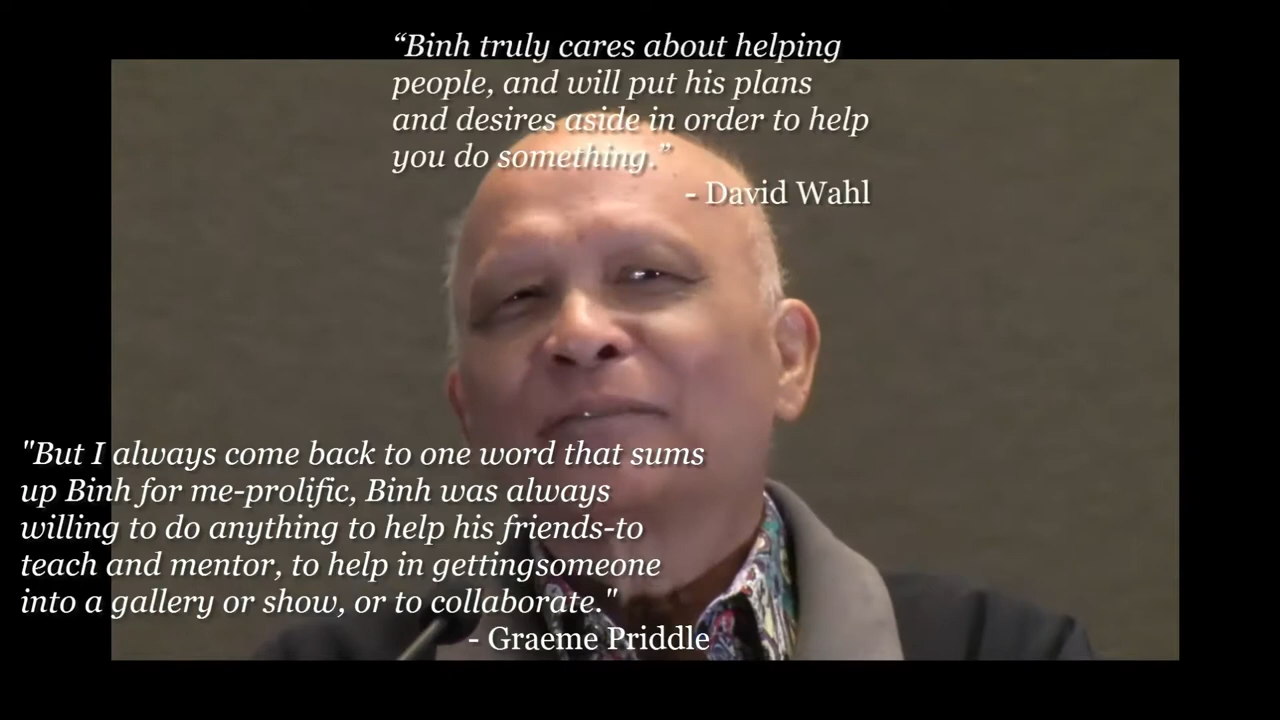 “Binh truly cares about helping
people, and will put his plans
and desires aside in order to help
you do something.”
- David Wahl
"But I always come back to one word that sums
up Binh for me-prolific, Binh was always
willing to do anything to help his friends-to
teach and mentor, to help in gettingsomeone
into a gallery or show, or to collaborate."
- Graeme Priddle